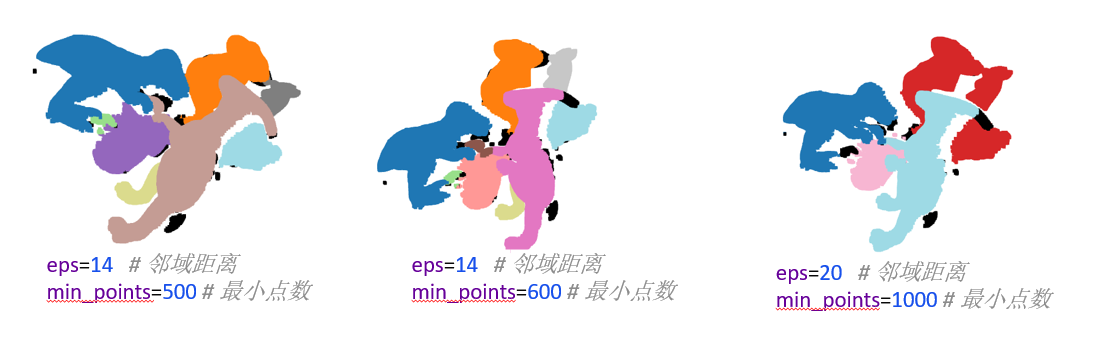 eps=14 # 邻域距离
min_points=500 # 最小点数
eps=14 # 邻域距离
min_points=600 # 最小点数
eps=20 # 邻域距离
min_points=1000 # 最小点数